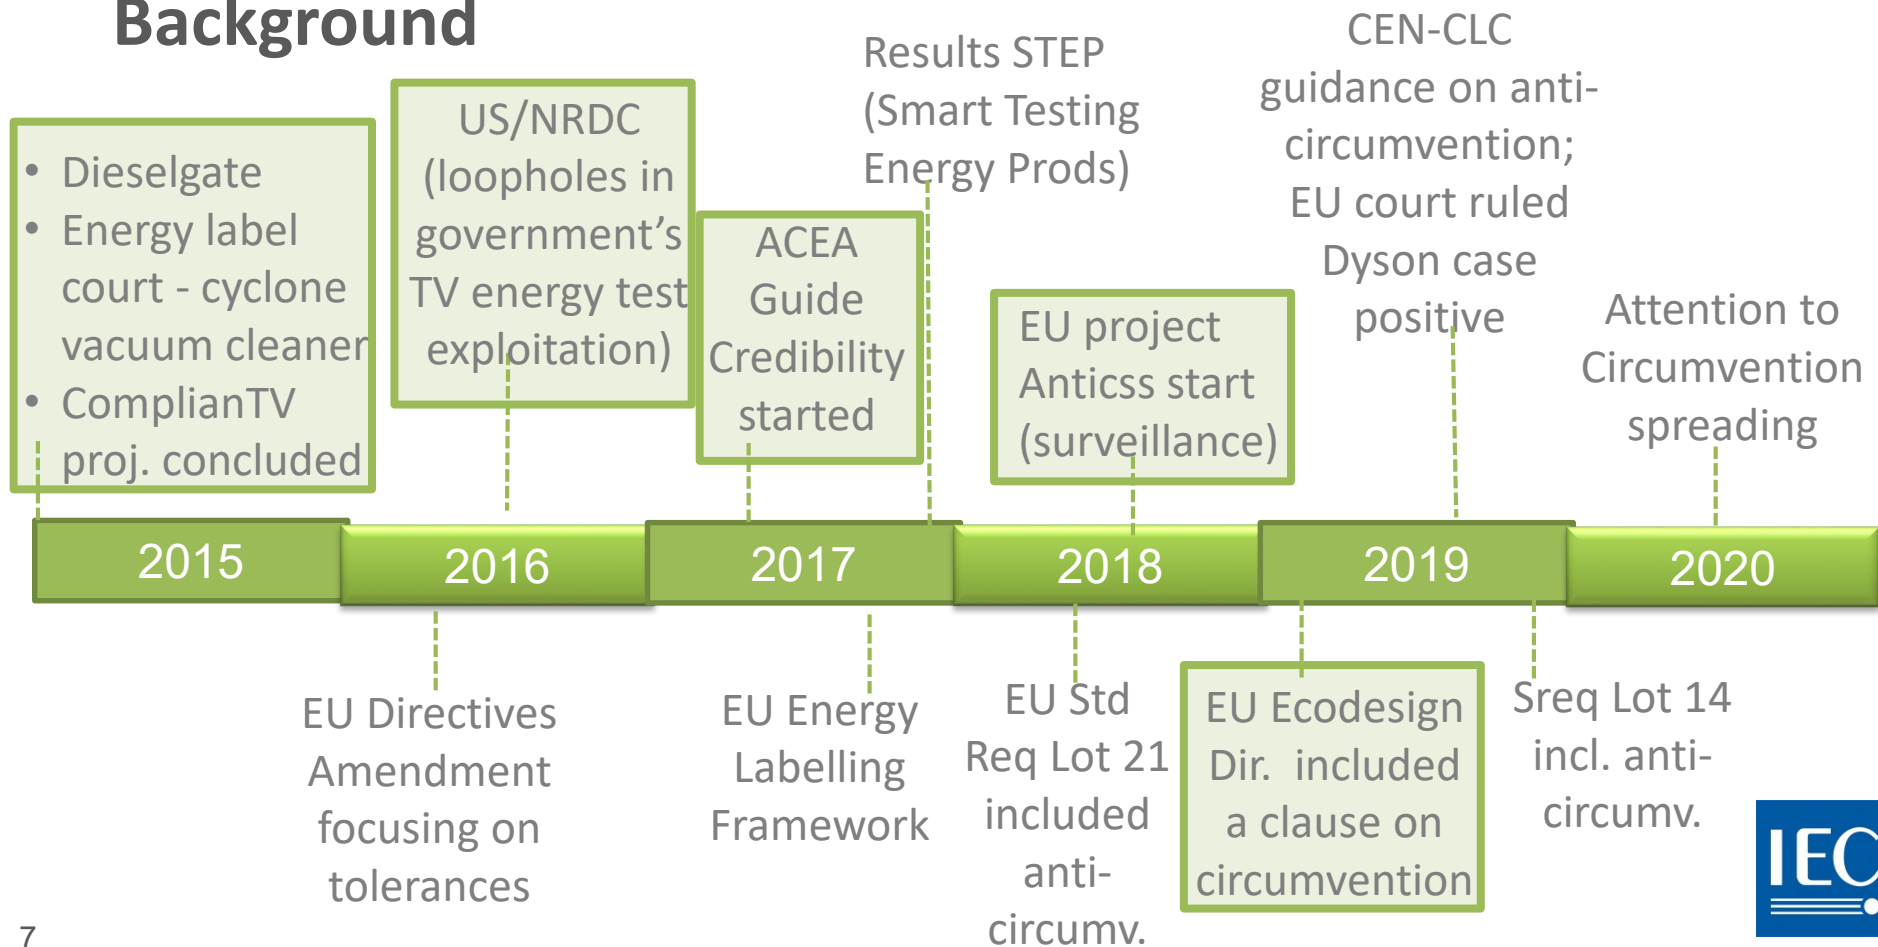 Background
• Dieselgate
• Energy label
court - cyclone
vacuum cleaner
• ComplianTV
proj. concluded
US/NRDC
(loopholes in
government’s
TV energy test
exploitation)
ACEA
Guide
Credibility
started
Results STEP
(Smart Testing
Energy Prods)
EU project
Anticss start
(surveillance)
CEN-CLC
guidance on anti-
circumvention;
EU court ruled
Dyson case
positive
Attention to
Circumvention
spreading
2015
2016
2017
2018
2019
2020
EU Directives
Amendment
focusing on
tolerances
EU Energy
Labelling
Framework
EU Std
Req Lot 21
included
anti-
circumv.
EU Ecodesign
Dir. included
a clause on
circumvention
Sreq Lot 14
incl. anti-
circumv.
IEC
7